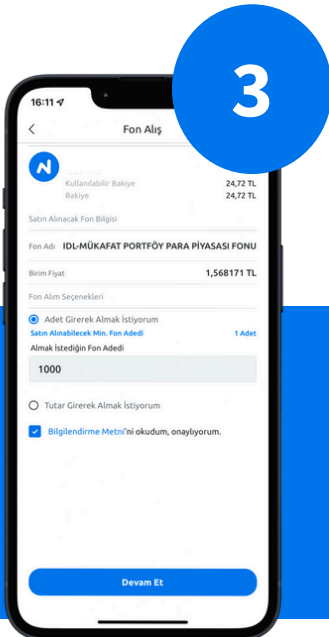 3
16:11
Fon Alış
Kullanılabilir Bakiye 24,72 TL
Bakiye 24,72 TL
Satın Alınacak Fon Bilgisi
Fon Adı IDL-MÜKAFAT PORTFÖY PARA PİYASASI FONU
Birim Fiyat 1,568171 TL
Fon Alım Seçenekleri
Adet Girerek Almak İstiyorum
Satın Alınabilecek Min. Fon Adedi 1 Adet
Almak İstediğin Fon Adedi
1000
Tutar Girerek Almak İstiyorum
Bilgilendirme Metni'ni okudum, onaylıyorum.
Devam Et